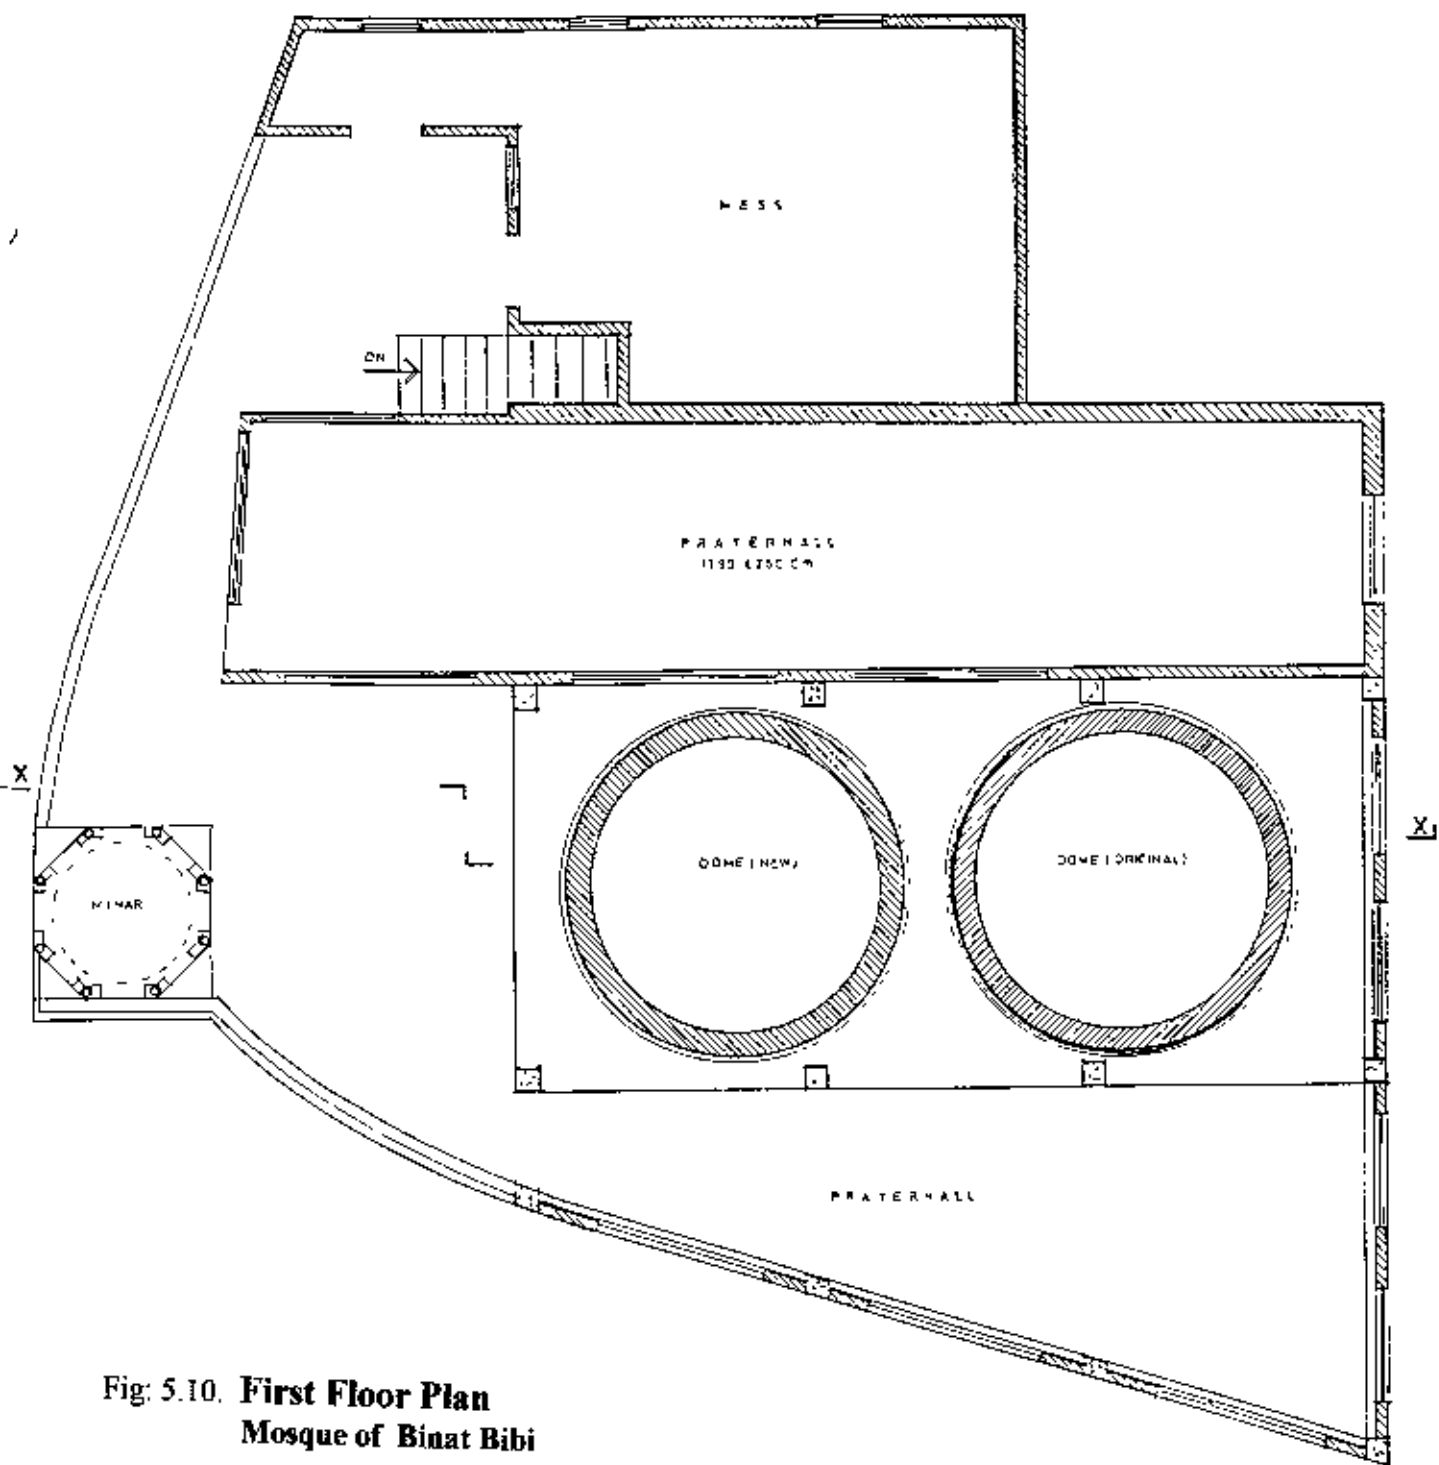 MESS
DN
PRAYERHALL
X
X
DOME (NEW)
DOME (ORIGINAL)
MINAR
PRAYERHALL
Fig: 5.10. First Floor Plan
Mosque of Binat Bibi